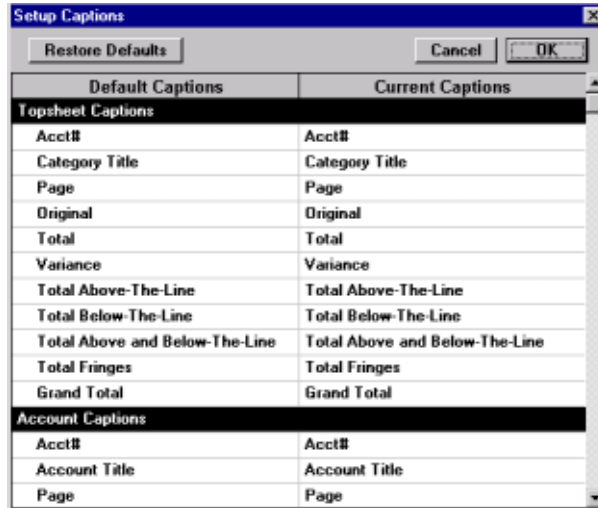 Setup Captions
Restore Defaults Cancel OK
Default Captions Current Captions
Topsheet Captions
Acct# Acct#
Category Title Category Title
Page Page
Original Original
Total Total
Variance Variance
Total Above-The-Line Total Above-The-Line
Total Below-The-Line Total Below-The-Line
Total Above and Below-The-Line Total Above and Below-The-Line
Total Fringes Total Fringes
Grand Total Grand Total
Account Captions
Acct# Acct#
Account Title Account Title
Page Page